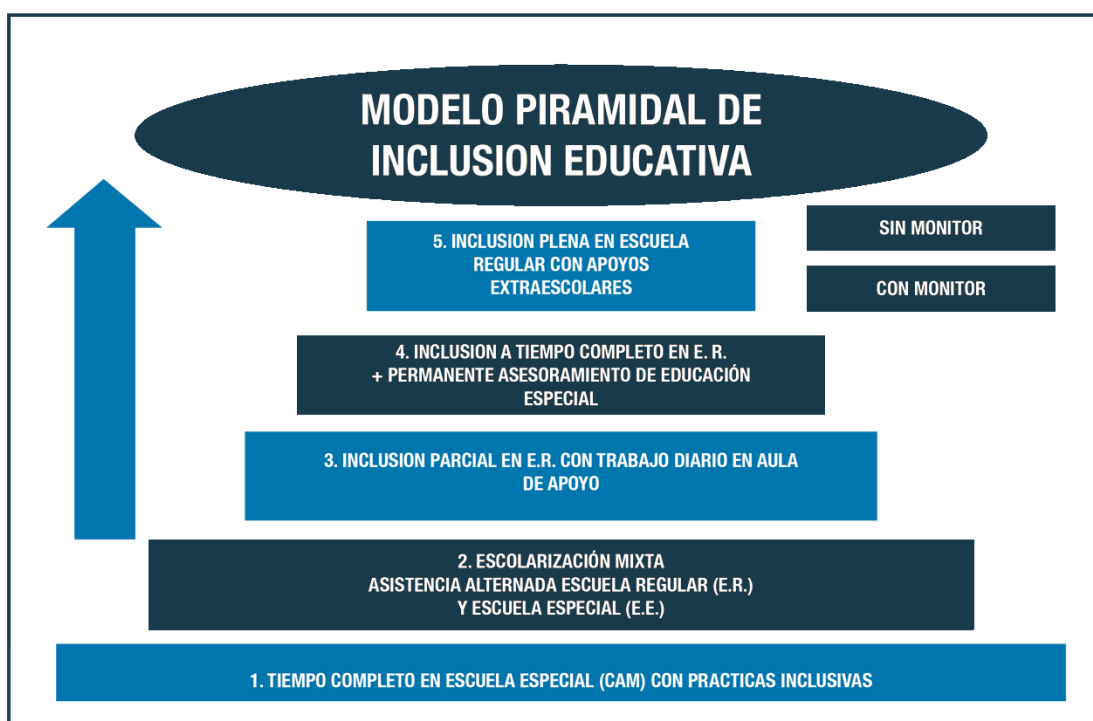 MODELO PIRAMIDAL DE
INCLUSION EDUCATIVA
SIN MONITOR
CON MONITOR
5. INCLUSION PLENA EN ESCUELA
REGULAR CON APOYOS
EXTRAESCOLARES
4. INCLUSION A TIEMPO COMPLETO EN E. R.
+ PERMANENTE ASESORAMIENTO DE EDUCACIÓN
ESPECIAL
3. INCLUSION PARCIAL EN E.R. CON TRABAJO DIARIO EN AULA
DE APOYO
2. ESCOLARIZACIÓN MIXTA
ASISTENCIA ALTERNADA ESCUELA REGULAR (E.R.)
Y ESCUELA ESPECIAL (E.E.)
1. TIEMPO COMPLETO EN ESCUELA ESPECIAL (CAM) CON PRACTICAS INCLUSIVAS